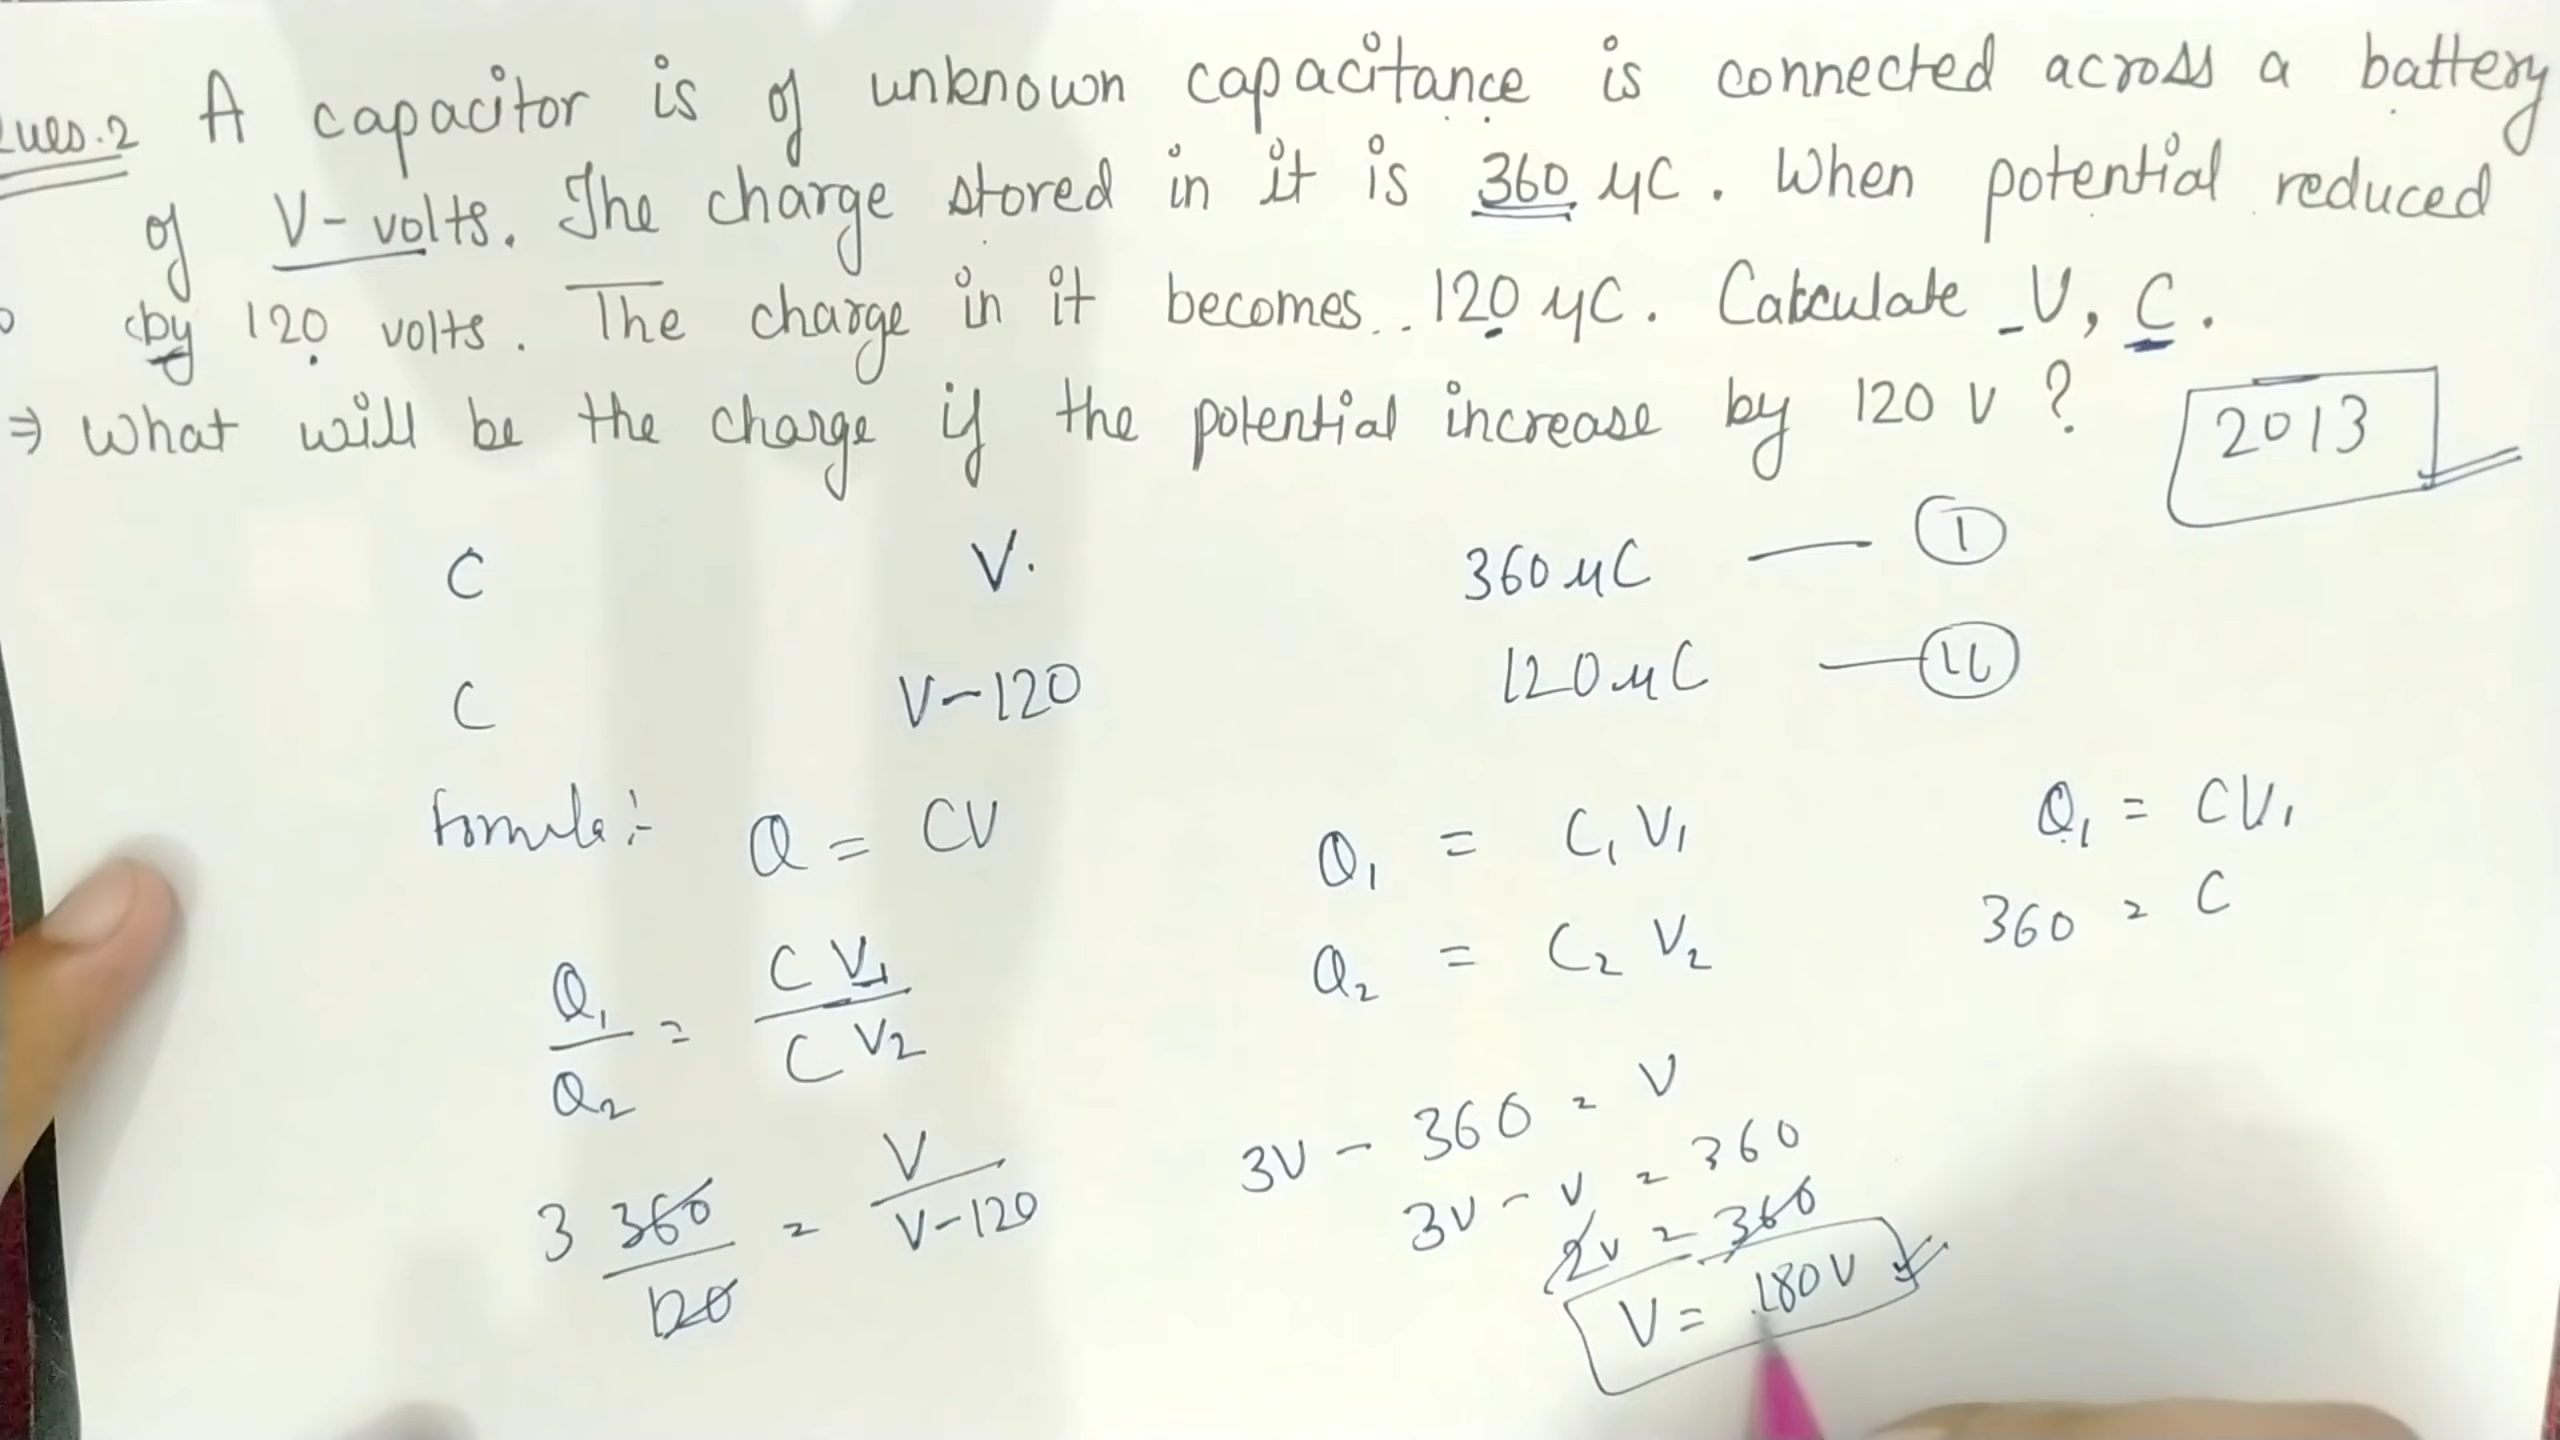 Ques.2 A capacitor is of unknown capacitance is connected across a battery
of V-volts. The charge stored in it is 360 μC. When potential reduced
by 120 volts. The charge in it becomes.. 120 μC. Calculate V, C.
⇒ What will be the charge if the potential increase by 120 V?
2013
C V. 360 μC — I
C V-120 120 μC — II
Formula:- Q = CV
Q₁ = C₁V₁
Q₂ = C₂ V₂
Q₁ = CV₁
360 = C
Q₁/Q₂ = CV₁/CV₂
3 360/120 = V/V-120
3V - 360 = V
3V - V = 360
2V = 360
V = 180V